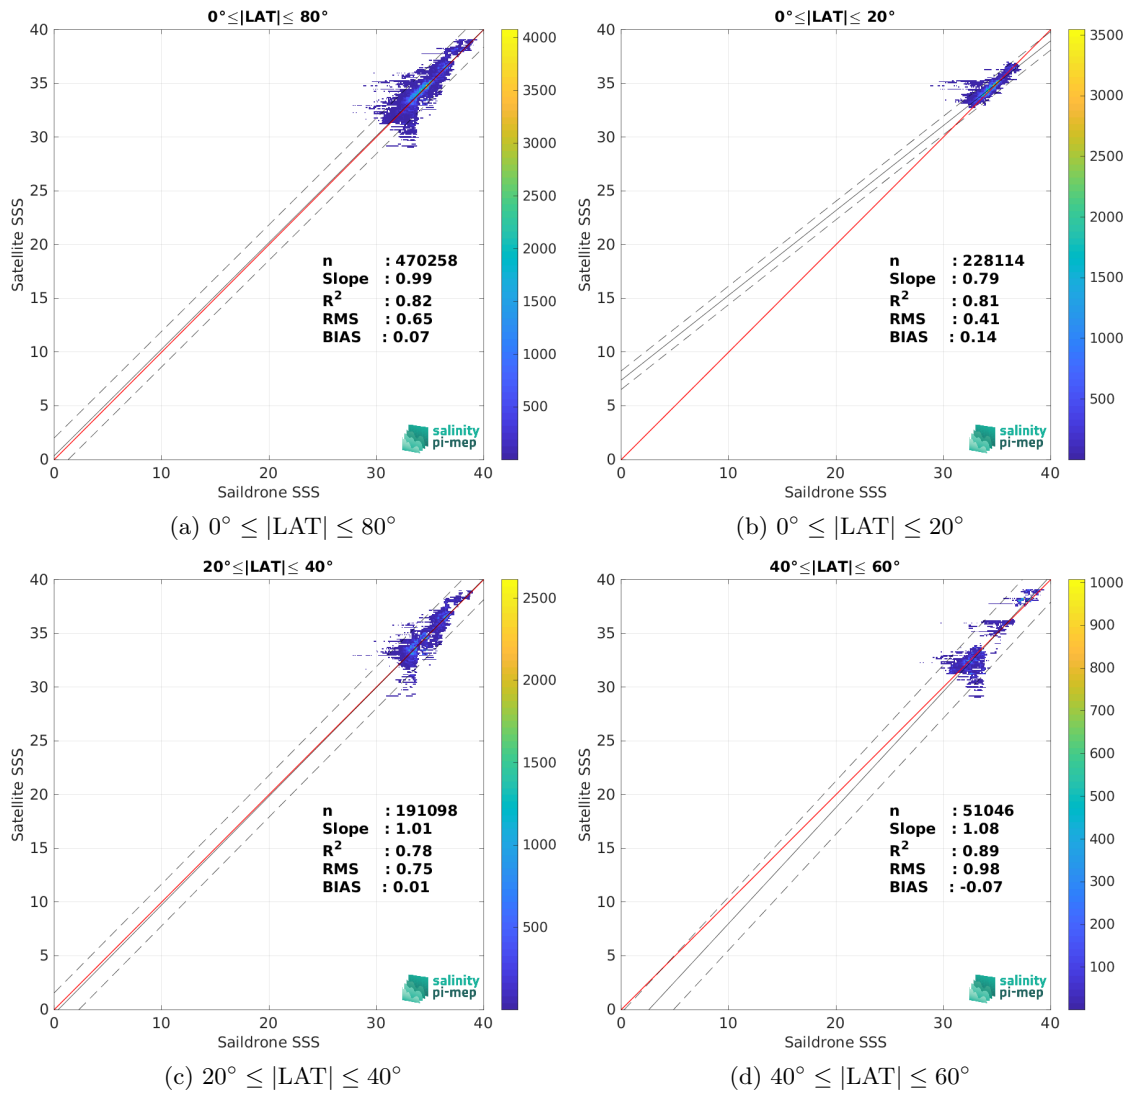 0°≤|LAT|≤ 80°
40
35
30
25
20
15
10
5
0
Satellite SSS
n : 470258
Slope : 0.99
R² : 0.82
RMS : 0.65
BIAS : 0.07
salinity
pi-mep
0 10 20 30 40
Saildrone SSS
4000
3500
3000
2500
2000
1500
1000
500
(a) 0° ≤ |LAT| ≤ 80°
0°≤|LAT|≤ 20°
40
35
30
25
20
15
10
5
0
Satellite SSS
n : 228114
Slope : 0.79
R² : 0.81
RMS : 0.41
BIAS : 0.14
salinity
pi-mep
0 10 20 30 40
Saildrone SSS
3500
3000
2500
2000
1500
1000
500
(b) 0° ≤ |LAT| ≤ 20°
20°≤|LAT|≤ 40°
40
35
30
25
20
15
10
5
0
Satellite SSS
n : 191098
Slope : 1.01
R² : 0.78
RMS : 0.75
BIAS : 0.01
salinity
pi-mep
0 10 20 30 40
Saildrone SSS
2500
2000
1500
1000
500
(c) 20° ≤ |LAT| ≤ 40°
40°≤|LAT|≤ 60°
40
35
30
25
20
15
10
5
0
Satellite SSS
n : 51046
Slope : 1.08
R² : 0.89
RMS : 0.98
BIAS : -0.07
salinity
pi-mep
0 10 20 30 40
Saildrone SSS
1000
900
800
700
600
500
400
300
200
100
(d) 40° ≤ |LAT| ≤ 60°